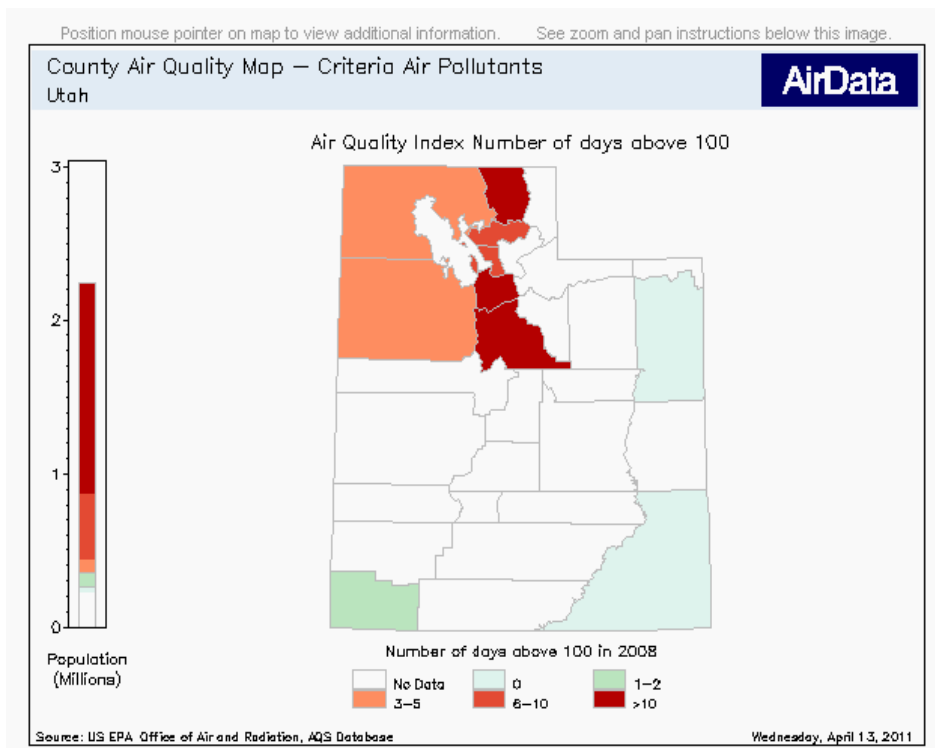 Position mouse pointer on map to view additional information. See zoom and pan instructions below this image.
County Air Quality Map – Criteria Air Pollutants
Utah
AirData
Air Quality Index Number of days above 100
3
2
1
0
Population
(Millions)
Number of days above 100 in 2008
No Data 0 1–2
3–5 6–10 >10
Source: US EPA Office of Air and Radiation, AQS Database Wednesday, April 13, 2011